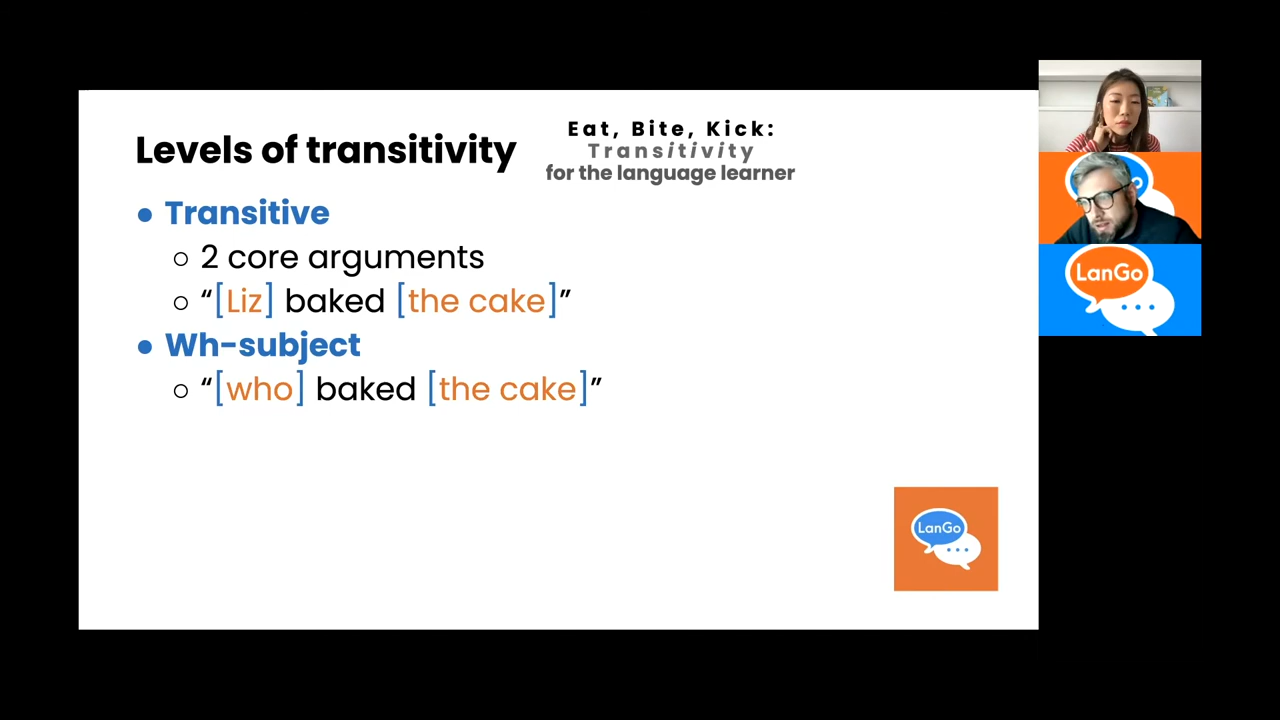 Levels of transitivity
Eat, Bite, Kick:
Transitivity
for the language learner
● Transitive
○ 2 core arguments
○ “[Liz] baked [the cake]”
● Wh-subject
○ “[who] baked [the cake]”
LanGo
LanGo